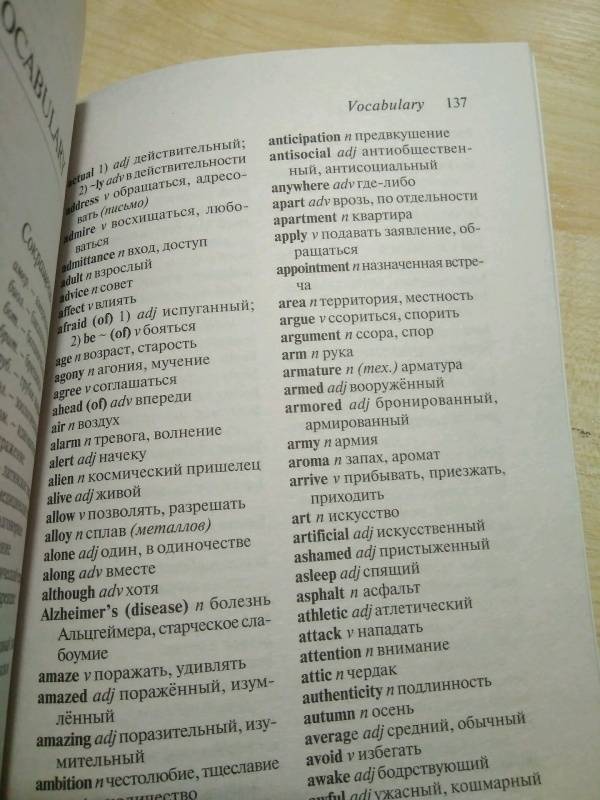 OCABULARY
Vocabulary 137
actual 1) adj действительный;
2) ~ly adv в действительности
address v обращаться, адресо-
вать (письмо)
admire v восхищаться, любо-
ваться
admittance n вход, доступ
adult n взрослый
advice n совет
affect v влиять
afraid (of) 1) adj испуганный;
2) be ~ (of) v бояться
age n возраст, старость
agony n агония, мучение
agree v соглашаться
ahead (of) adv впереди
air n воздух
alarm n тревога, волнение
alert adj начеку
alien n космический пришелец
alive adj живой
allow v позволять, разрешать
alloy n сплав (металлов)
alone adj один, в одиночестве
along adv вместе
although adv хотя
Alzheimer's (disease) n болезнь
Альцгеймера, старческое сла-
боумие
amaze v поражать, удивлять
amazed adj поражённый, изум-
лённый
amazing adj поразительный, изу-
мительный
ambition n честолюбие, тщеславие
anticipation n предвкушение
antisocial adj антиобществен-
ный, антисоциальный
anywhere adv где-либо
apart adv врозь, по отдельности
apartment n квартира
apply v подавать заявление, об-
ращаться
appointment n назначенная встре-
ча
area n территория, местность
argue v ссориться, спорить
argument n ссора, спор
arm n рука
armature n (тех.) арматура
armed adj вооружённый
armored adj бронированный,
армированный
army n армия
aroma n запах, аромат
arrive v прибывать, приезжать,
приходить
art n искусство
artificial adj искусственный
ashamed adj пристыженный
asleep adj спящий
asphalt n асфальт
athletic adj атлетический
attack v нападать
attention n внимание
attic n чердак
authenticity n подлинность
autumn n осень
average adj средний, обычный
avoid v избегать
awake adj бодрствующий
awful adj ужасный, кошмарный